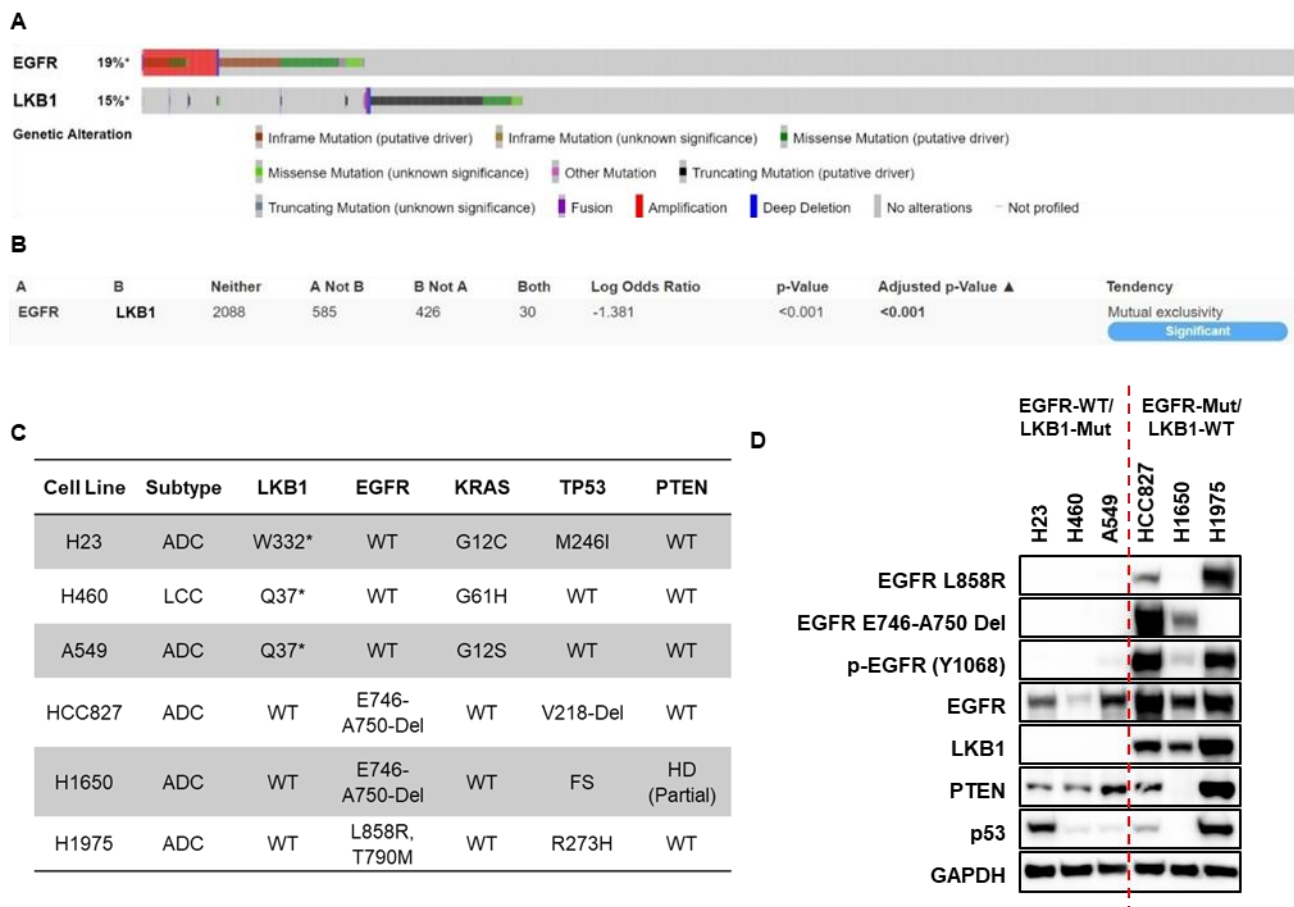 A
EGFR 19%*
LKB1 15%*
Genetic Alteration
Inframe Mutation (putative driver) Inframe Mutation (unknown significance) Missense Mutation (putative driver)
Missense Mutation (unknown significance) Other Mutation Truncating Mutation (putative driver)
Truncating Mutation (unknown significance) Fusion Amplification Deep Deletion No alterations Not profiled
B
A B Neither A Not B B Not A Both Log Odds Ratio p-Value Adjusted p-Value ▲ Tendency
EGFR LKB1 2088 585 426 30 -1.381 <0.001 <0.001 Mutual exclusivity
Significant
C
Cell Line Subtype LKB1 EGFR KRAS TP53 PTEN
H23 ADC W332* WT G12C M246I WT
H460 LCC Q37* WT G61H WT WT
A549 ADC Q37* WT G12S WT WT
HCC827 ADC WT E746-
A750-Del WT V218-Del WT
H1650 ADC WT E746-
A750-Del WT FS HD
(Partial)
H1975 ADC WT L858R,
T790M WT R273H WT
D
EGFR-WT/
LKB1-Mut
EGFR-Mut/
LKB1-WT
H23 H460 A549 HCC827 H1650 H1975
EGFR L858R
EGFR E746-A750 Del
p-EGFR (Y1068)
EGFR
LKB1
PTEN
p53
GAPDH